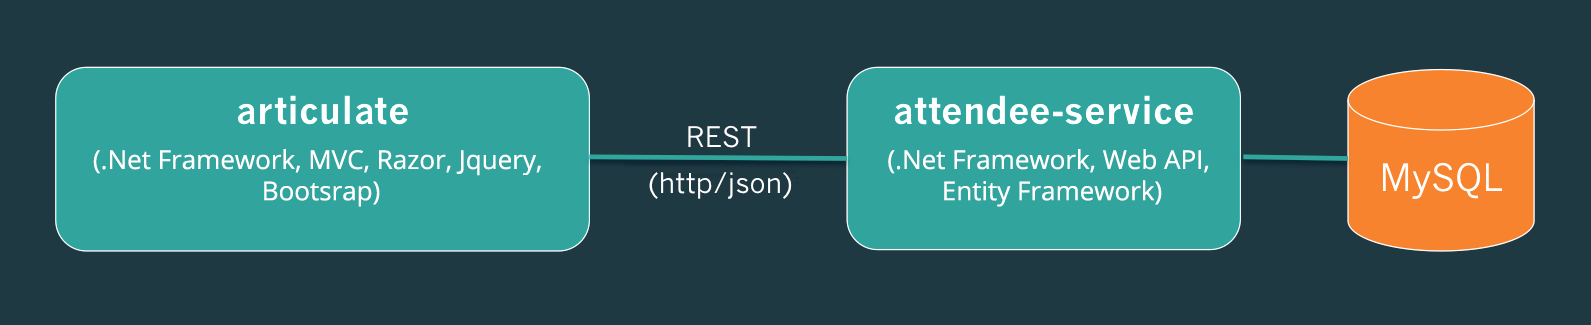 articulate
(.Net Framework, MVC, Razor, Jquery,
Bootsrap)
REST
(http/json)
attendee-service
(.Net Framework, Web API,
Entity Framework)
MySQL